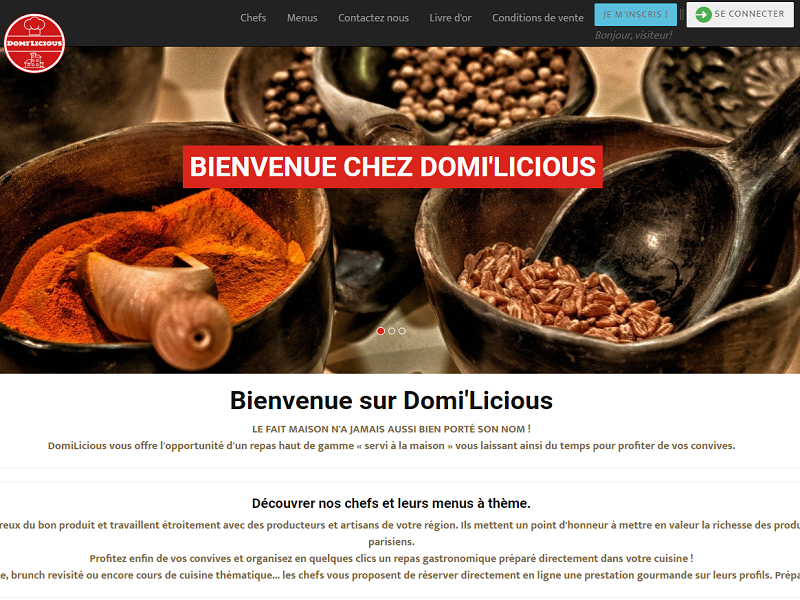 Chefs Menus Contactez nous Livre d'or Conditions de vente JE M'INSCRIS ! || SE CONNECTER
Bonjour, visiteur!
DOMI'LICIOUS
BIENVENUE CHEZ DOMI'LICIOUS
Bienvenue sur Domi'Licious
LE FAIT MAISON N'A JAMAIS AUSSI BIEN PORTÉ SON NOM !
DomiLicious vous offre l'opportunité d'un repas haut de gamme « servi à la maison » vous laissant ainsi du temps pour profiter de vos convives.
Découvrer nos chefs et leurs menus à thème.
reux du bon produit et travaillent étroitement avec des producteurs et artisans de votre région. Ils mettent un point d'honneur à mettre en valeur la richesse des produ
parisiens.
Profitez enfin de vos convives et organisez en quelques clics un repas gastronomique préparé directement dans votre cuisine !
e, brunch revisité ou encore cours de cuisine thématique... les chefs vous proposent de réserver directement en ligne une prestation gourmande sur leurs profils. Prépa